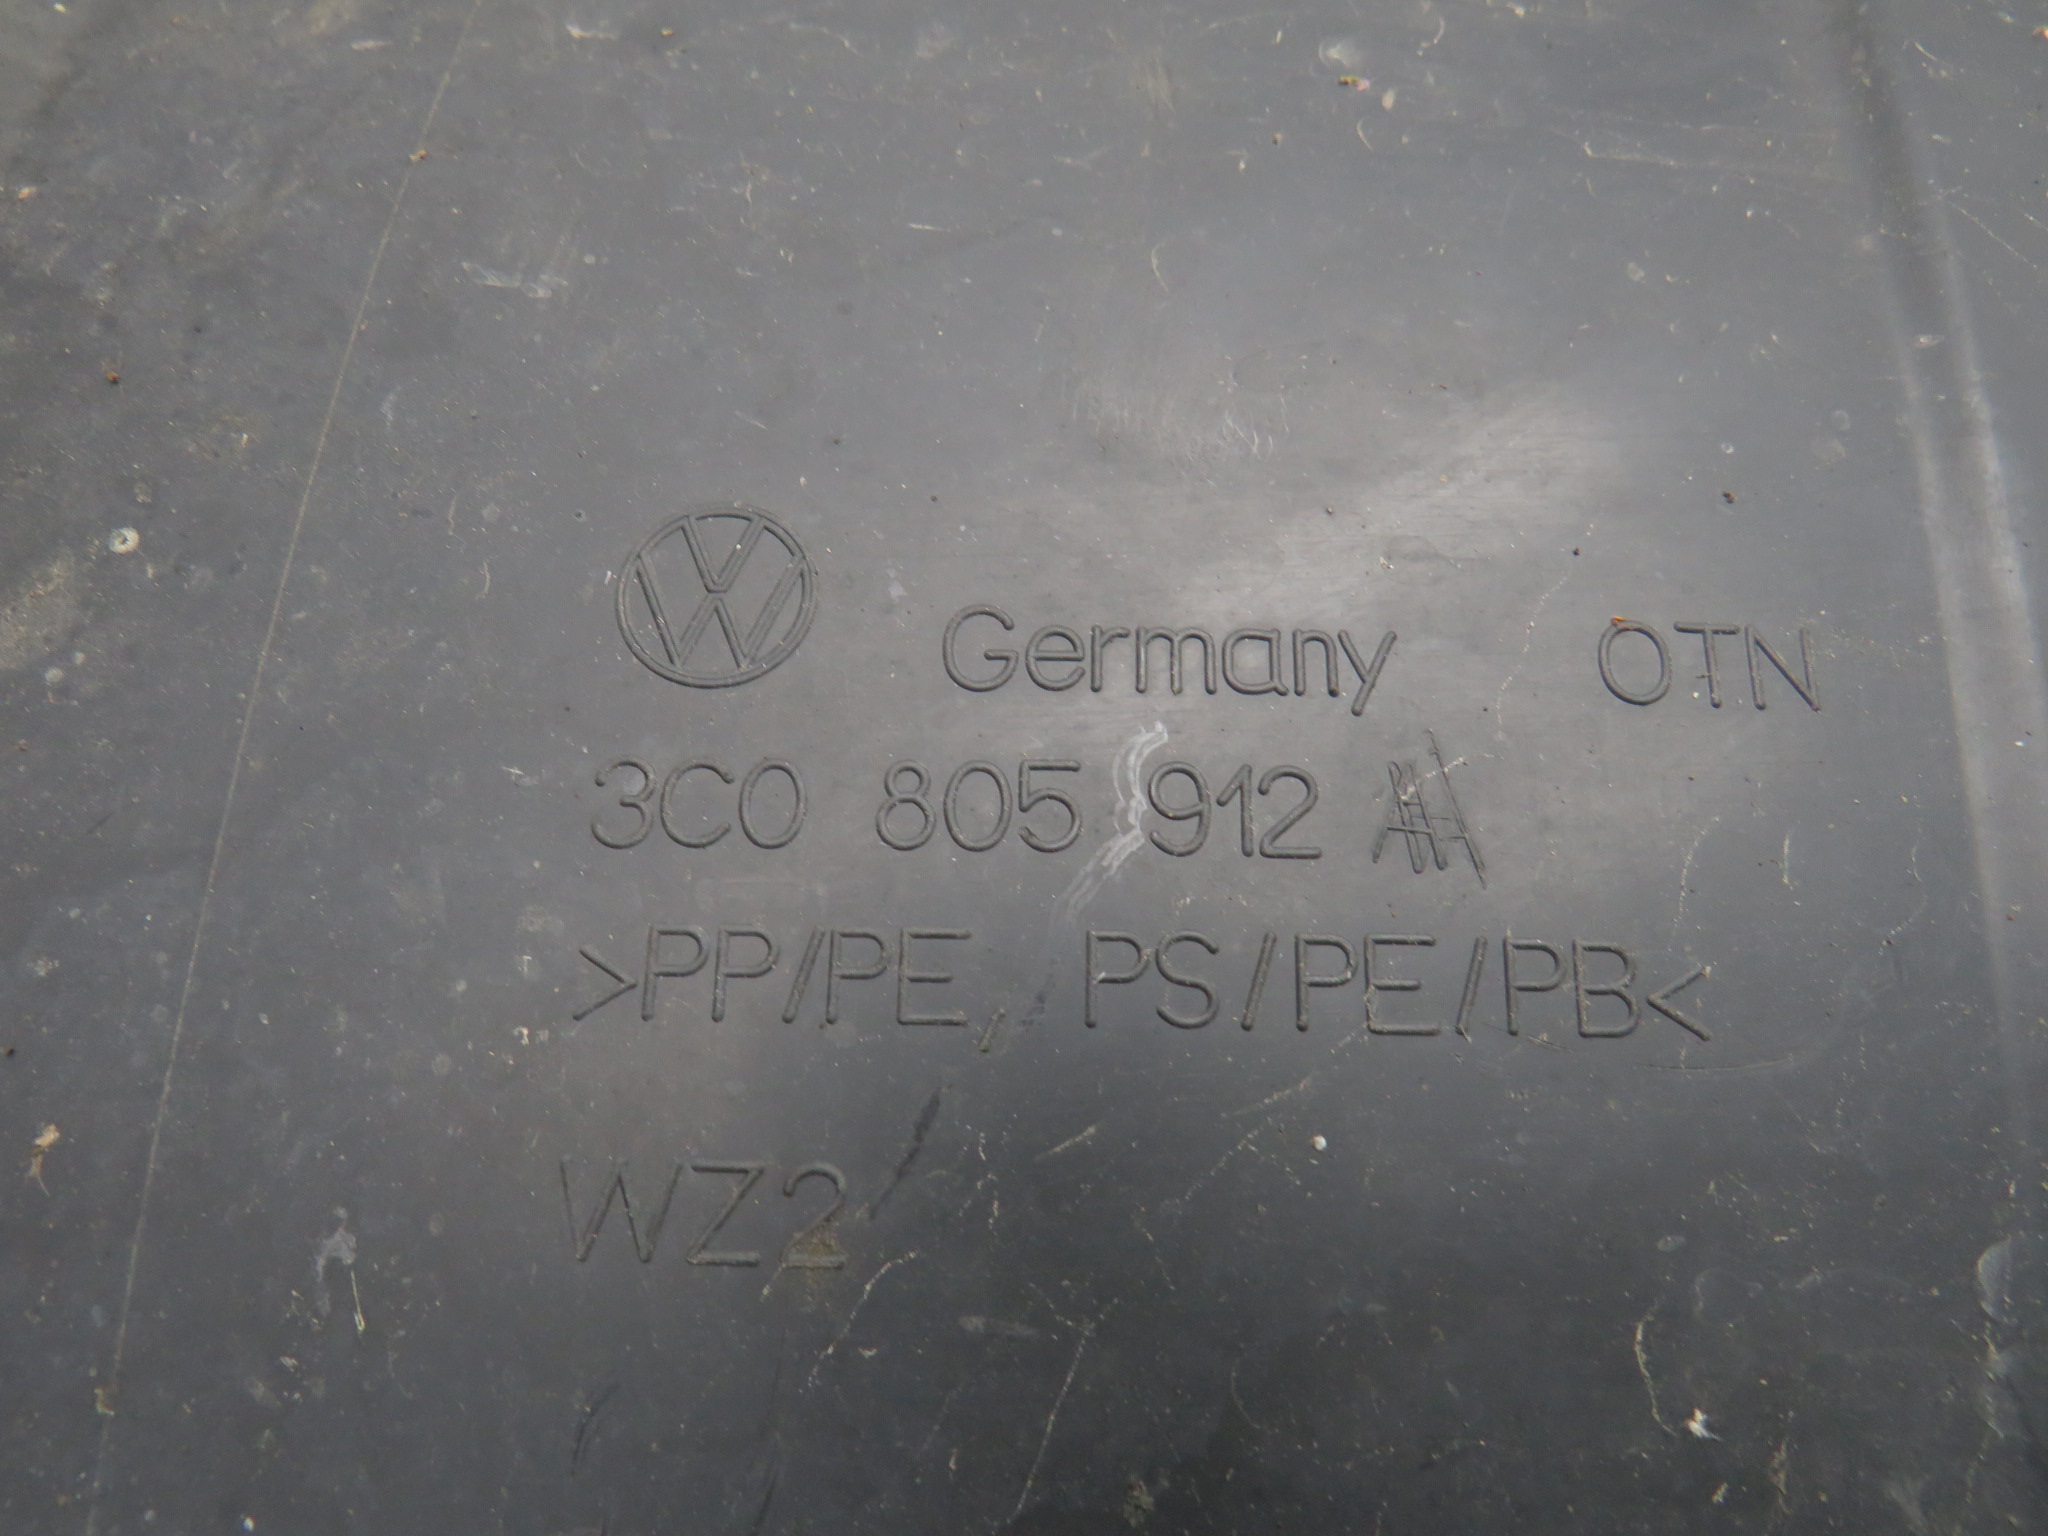 Germany OTN
3C0 805 912
>PP/PE, PS/PE/PB<
WZ2